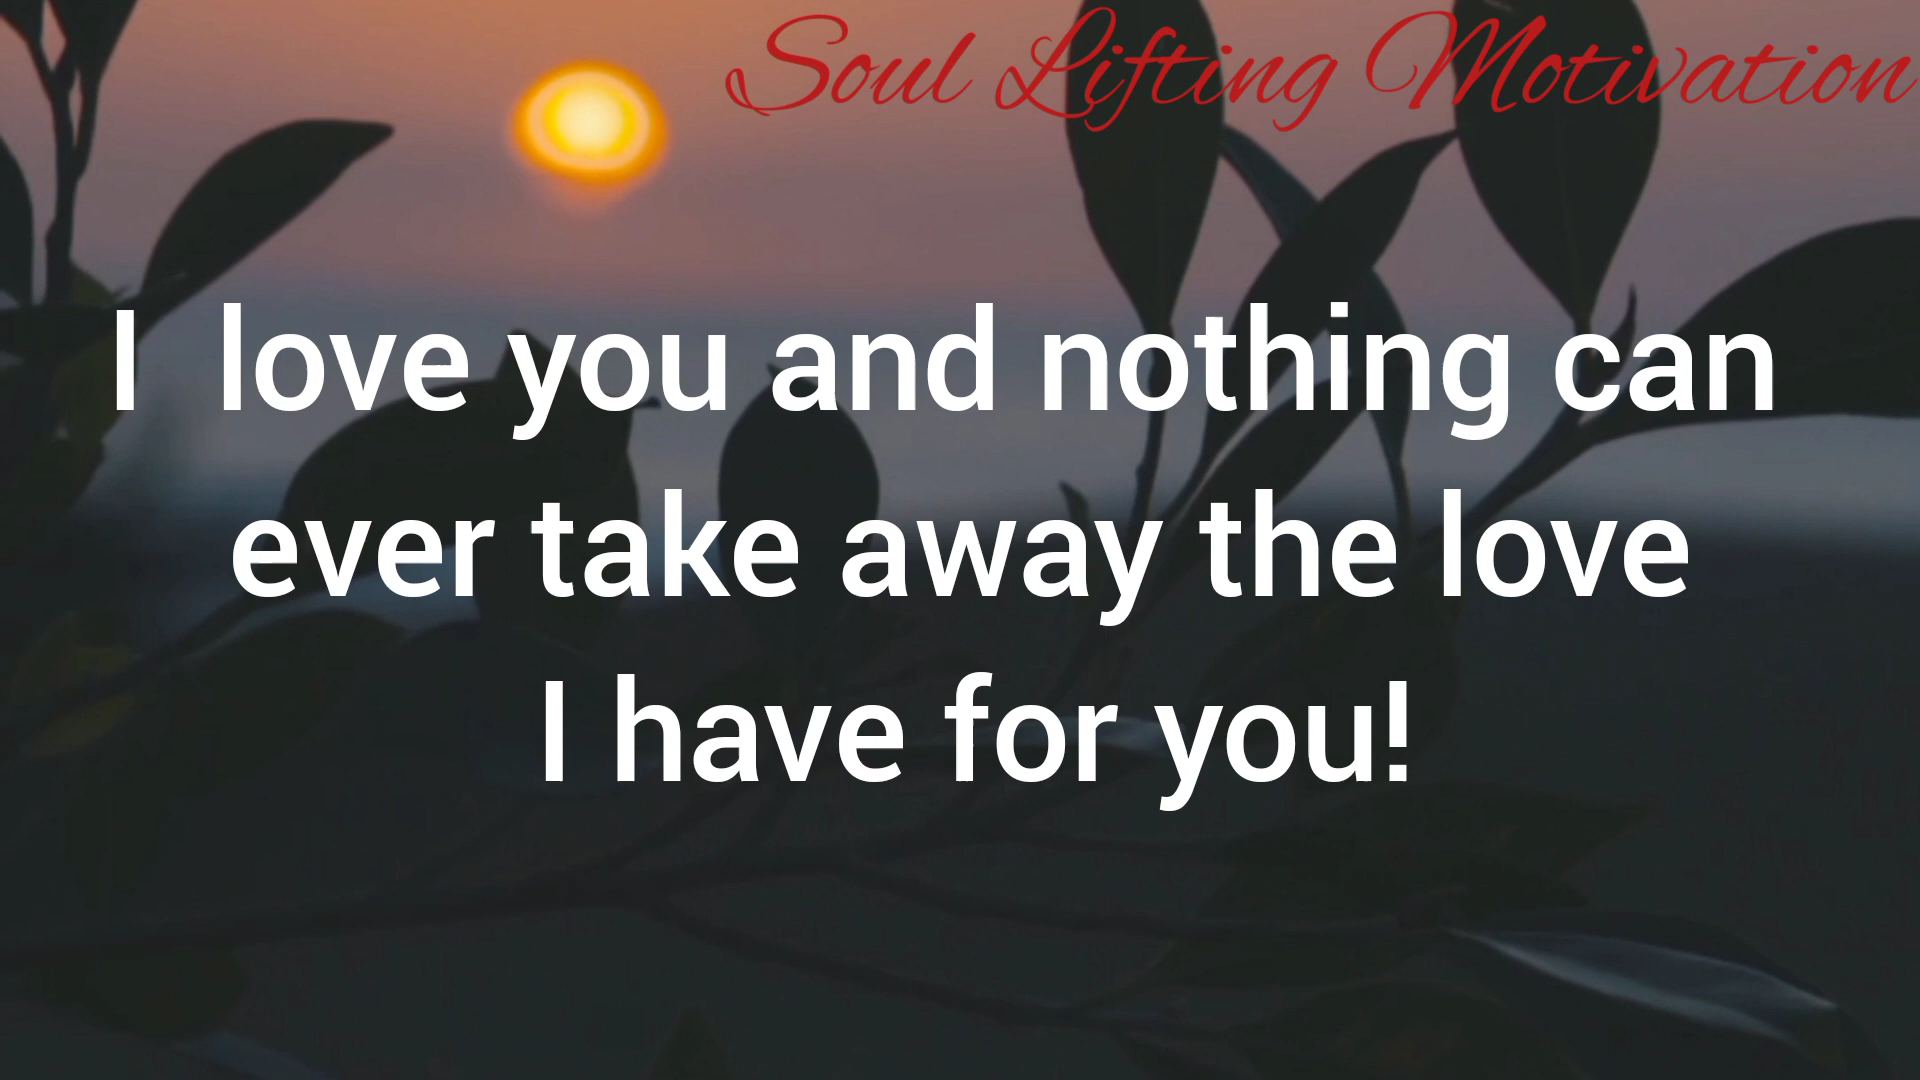 Soul Lifting Motivation
I  love you and nothing can
ever take away the love
I have for you!